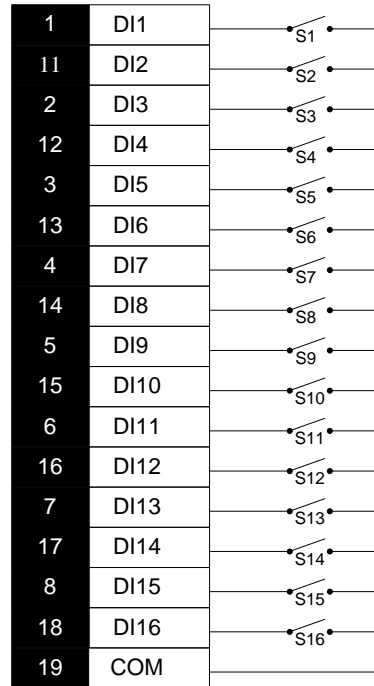 1 DI1 S1
11 DI2 S2
2 DI3 S3
12 DI4 S4
3 DI5 S5
13 DI6 S6
4 DI7 S7
14 DI8 S8
5 DI9 S9
15 DI10 S10
6 DI11 S11
16 DI12 S12
7 DI13 S13
17 DI14 S14
8 DI15 S15
18 DI16 S16
19 COM